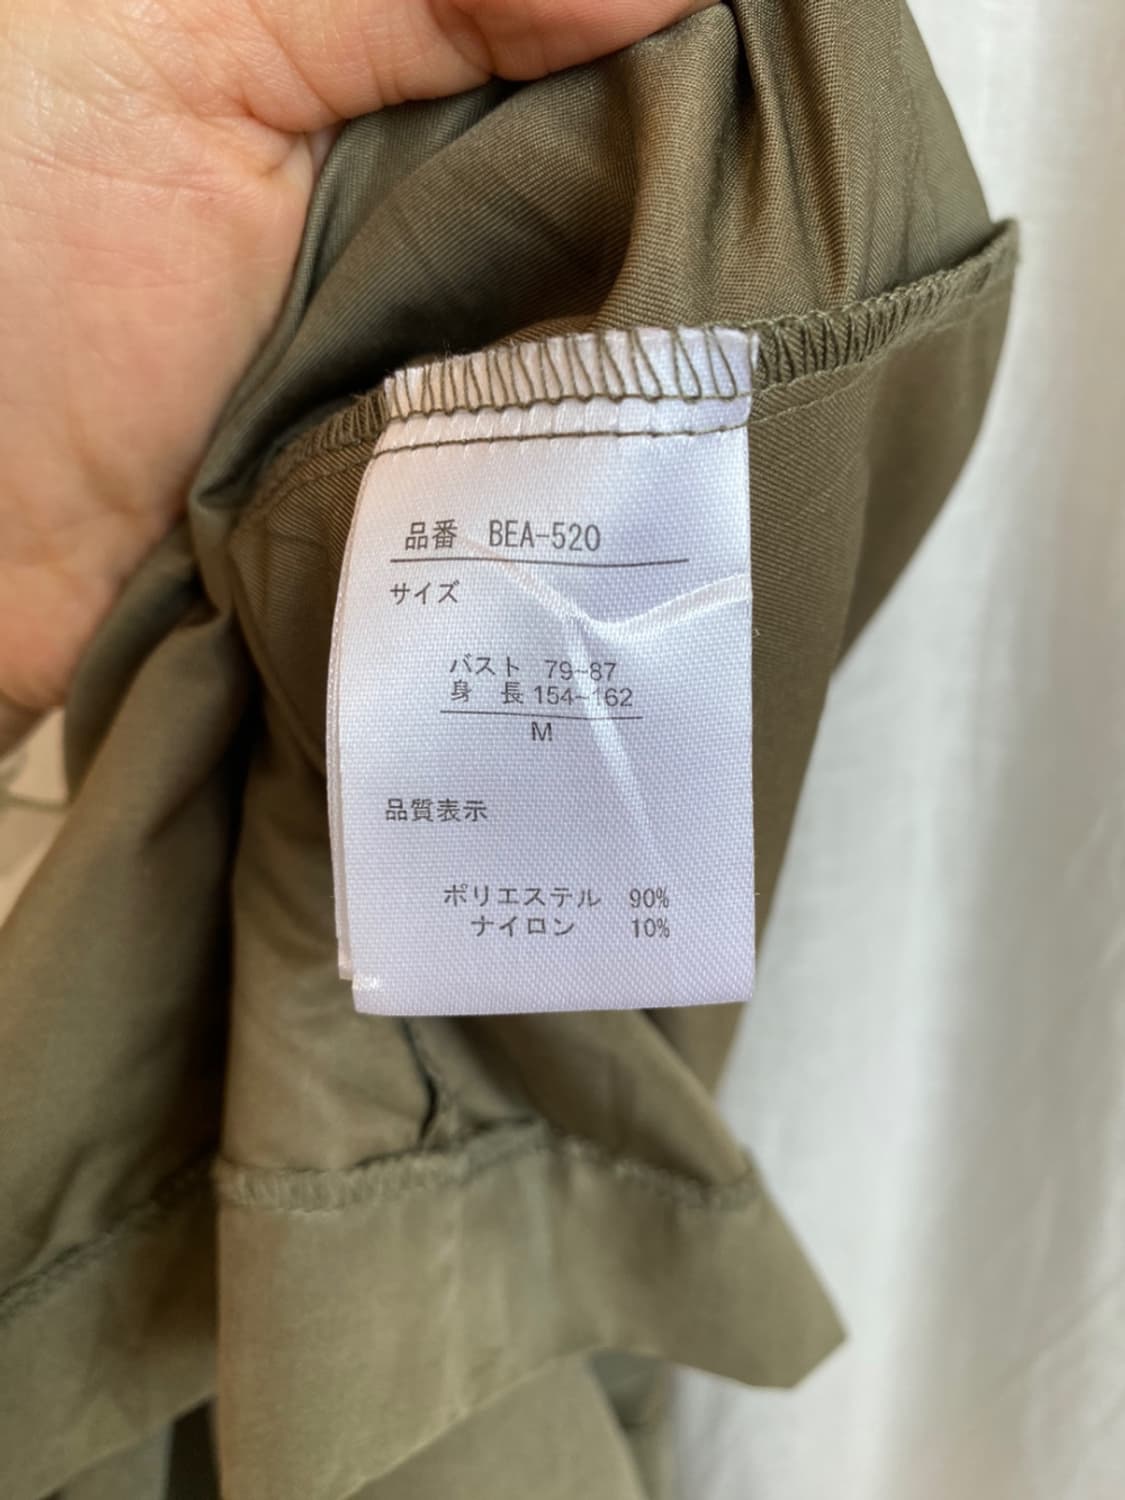 品番 BEA-520
サイズ
バスト 79~87
身 長 154~162
M
品質表示
ポリエステル 90%
ナイロン 10%